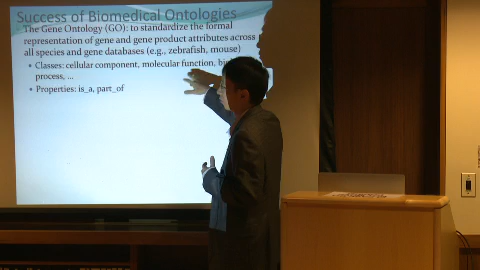 Success of Biomedical Ontologies
The Gene Ontology (GO): to standardize the formal
representation of gene and gene product attributes across
all species and gene databases (e.g., zebrafish, mouse)
• Classes: cellular component, molecular function,
process, ...
• Properties: is_a, part_of